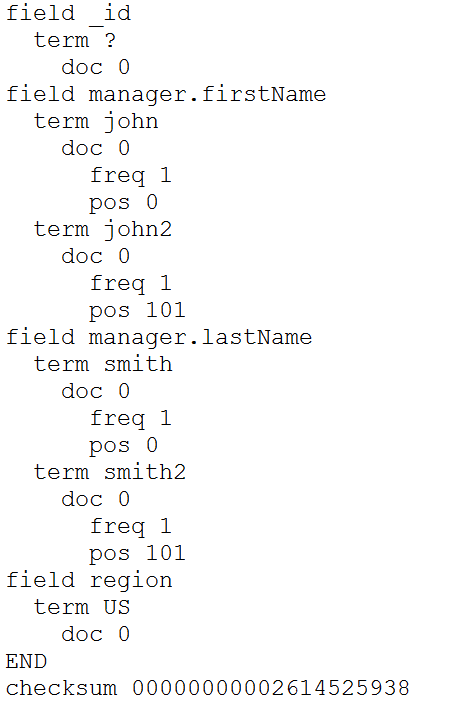 field _id
  term ?
    doc 0
field manager.firstName
  term john
    doc 0
      freq 1
      pos 0
  term john2
    doc 0
      freq 1
      pos 101
field manager.lastName
  term smith
    doc 0
      freq 1
      pos 0
  term smith2
    doc 0
      freq 1
      pos 101
field region
  term US
    doc 0
END
checksum 00000000002614525938